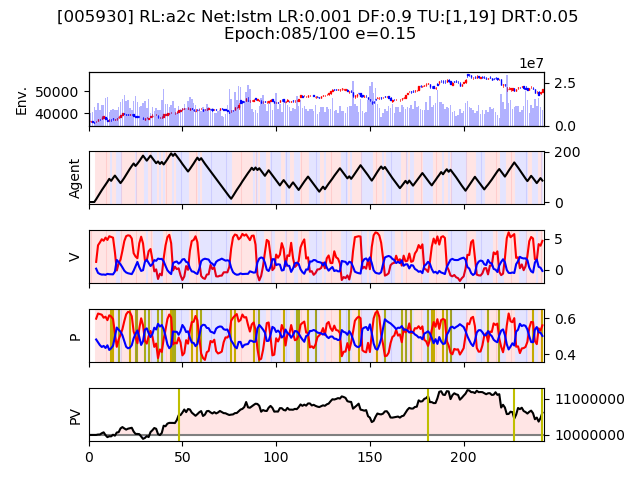 [005930] RL:a2c Net:lstm LR:0.001 DF:0.9 TU:[1,19] DRT:0.05
Epoch:085/100 e=0.15
1e7
Env.
50000
40000
2.5
0.0
Agent
200
0
V
5
0
P
0.6
0.4
PV
11000000
10000000
0 50 100 150 200